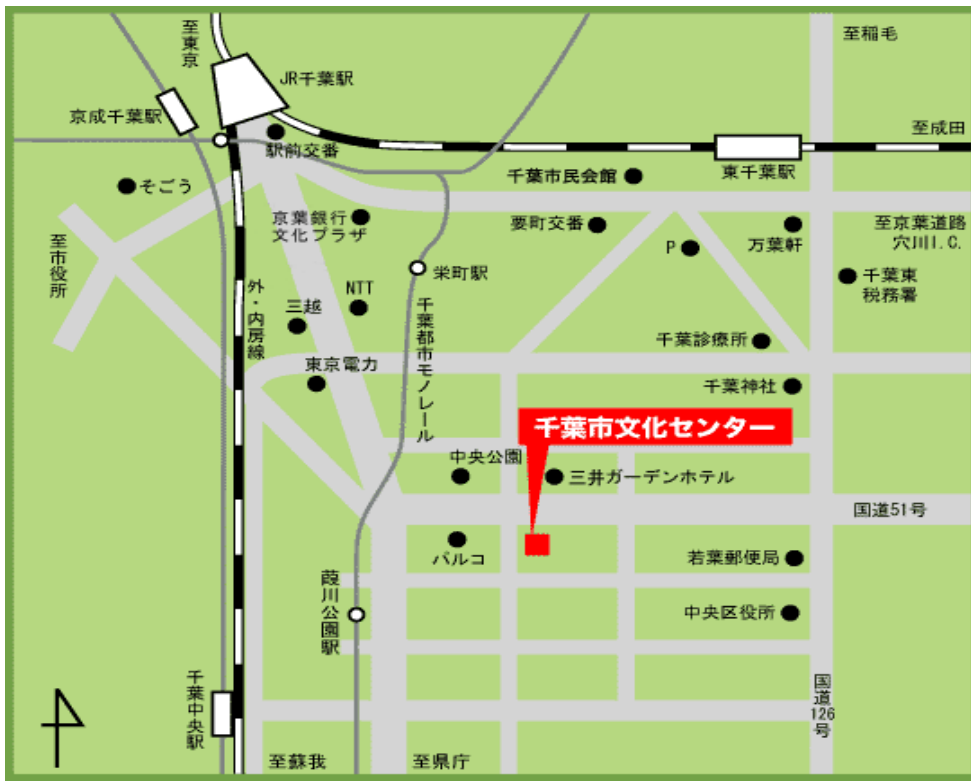 至東京
JR千葉駅
至稲毛
京成千葉駅
駅前交番
至成田
東千葉駅
千葉市民会館
そごう
京葉銀行
文化プラザ
要町交番
P
万葉軒
至京葉道路
穴川I.C.
至市役所
栄町駅
千葉東
税務署
外・内房線
NTT
三越
千葉都市モノレール
千葉診療所
東京電力
千葉神社
千葉市文化センター
中央公園
三井ガーデンホテル
国道51号
パルコ
若葉郵便局
葭川公園駅
中央区役所
千葉中央駅
国道126号
至蘇我
至県庁